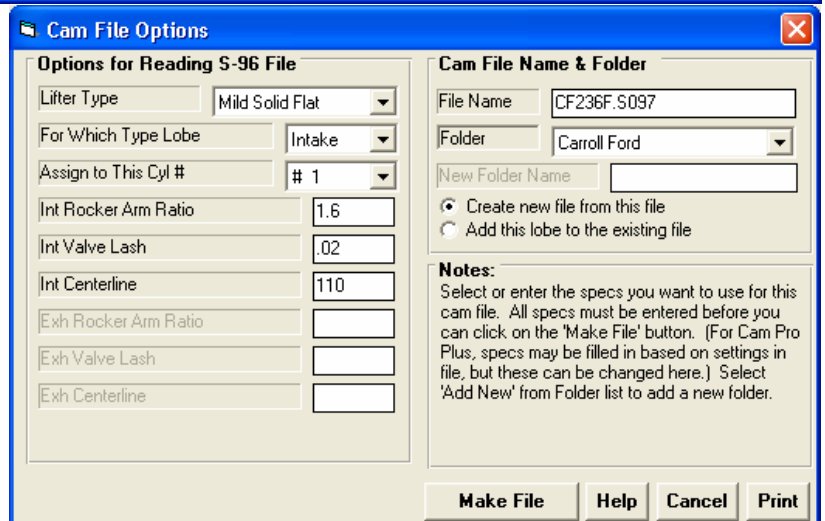 Cam File Options
Options for Reading S-96 File
Lifter Type
Mild Solid Flat
For Which Type Lobe
Intake
Assign to This Cyl #
# 1
Int Rocker Arm Ratio
1.6
Int Valve Lash
.02
Int Centerline
110
Exh Rocker Arm Ratio
Exh Valve Lash
Exh Centerline
Cam File Name & Folder
File Name
CF236F.S097
Folder
Carroll Ford
New Folder Name
Create new file from this file
Add this lobe to the existing file
Notes:
Select or enter the specs you want to use for this
cam file. All specs must be entered before you
can click on the 'Make File' button. (For Cam Pro
Plus, specs may be filled in based on settings in
file, but these can be changed here.) Select
'Add New' from Folder list to add a new folder.
Make File
Help
Cancel
Print